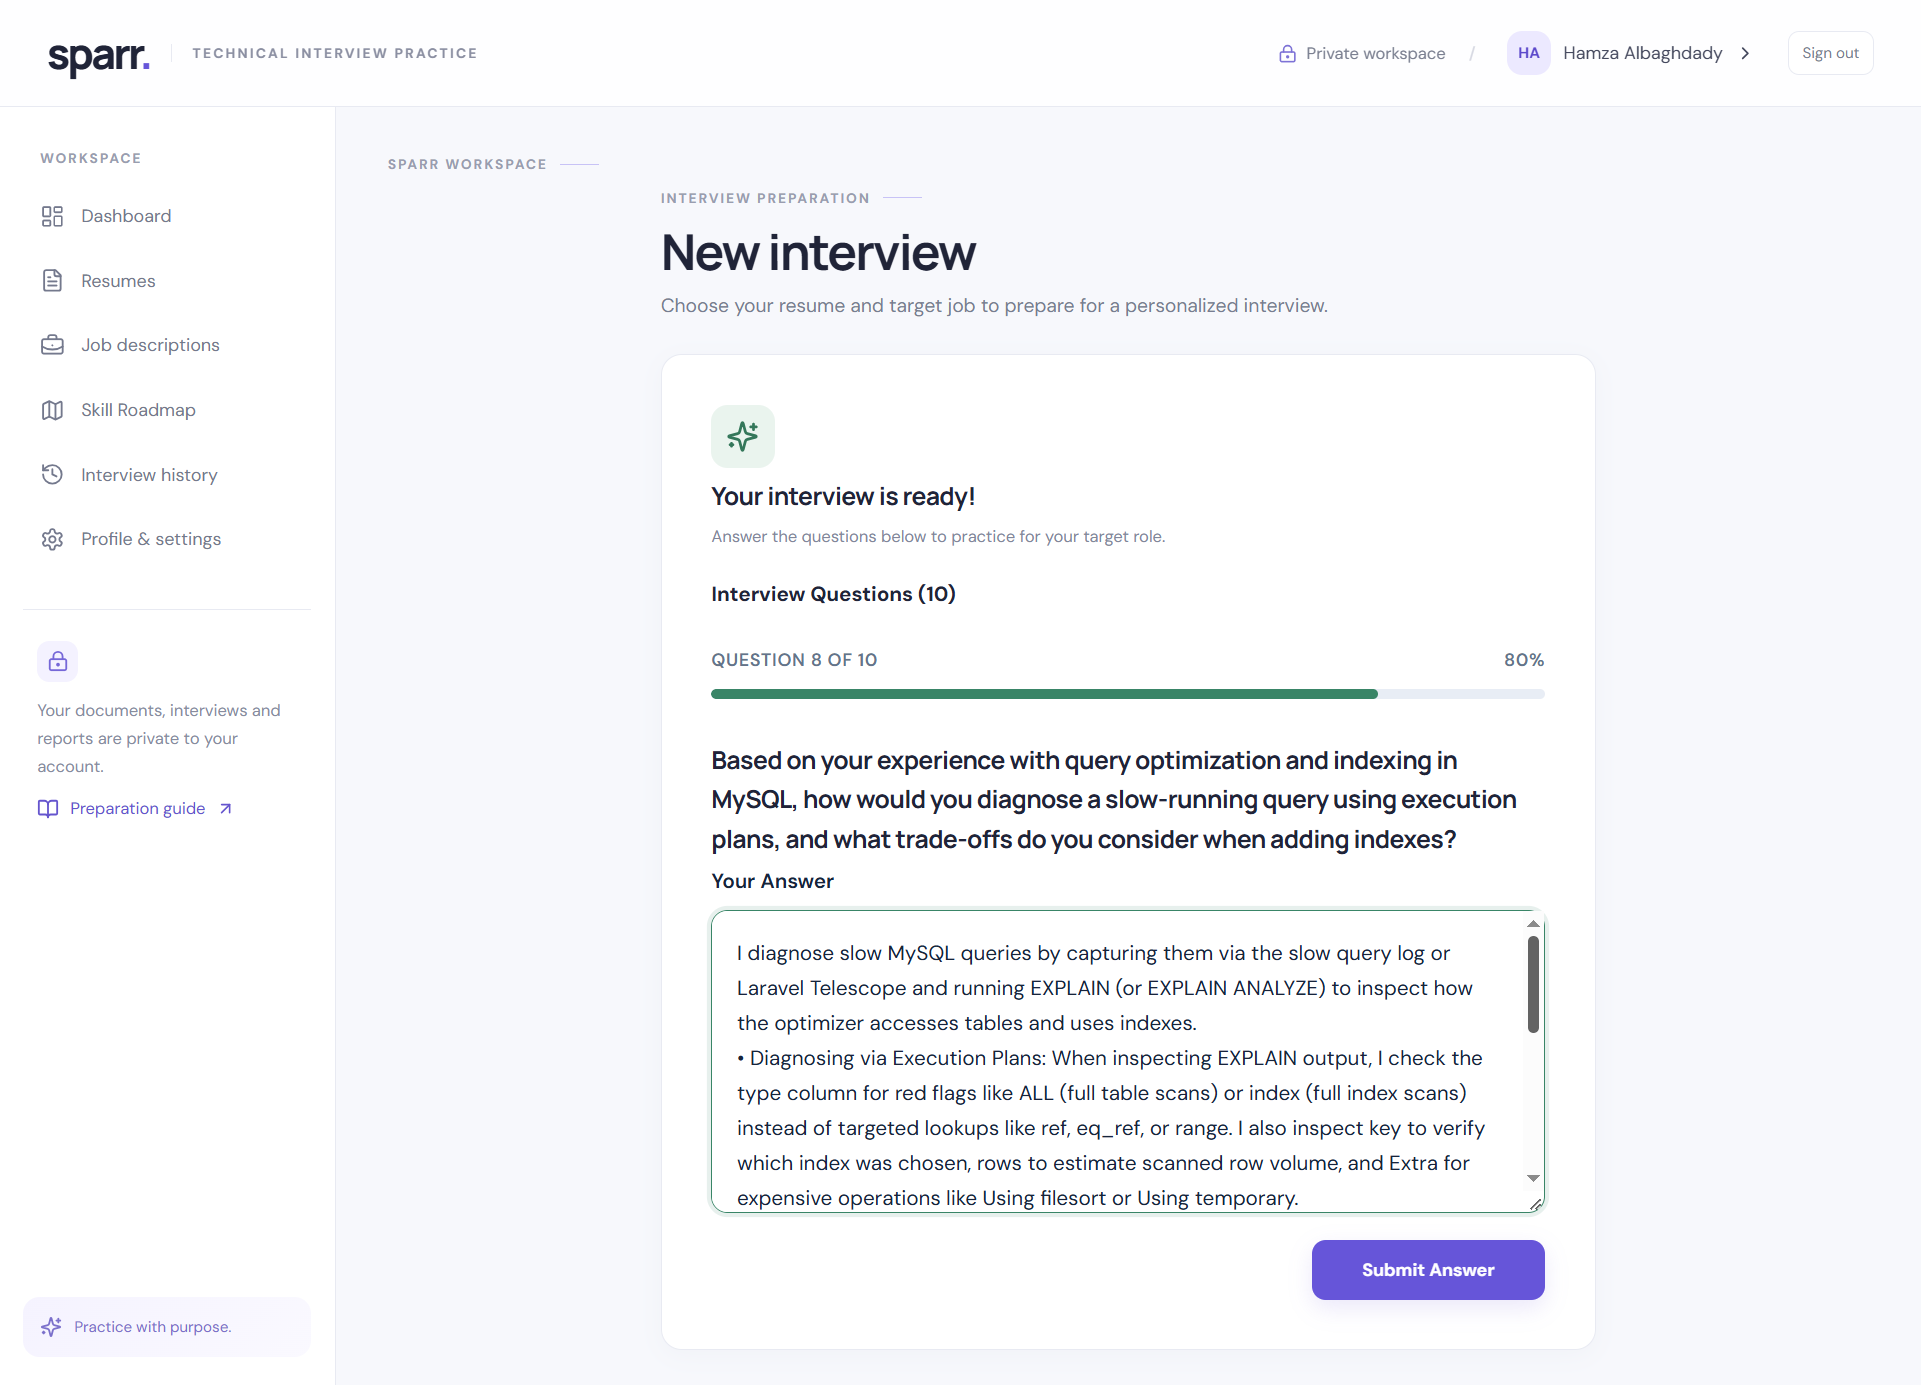 sparr.
TECHNICAL INTERVIEW PRACTICE
Private workspace
/
HA
Hamza Albaghdady
Sign out
WORKSPACE
Dashboard
Resumes
Job descriptions
Skill Roadmap
Interview history
Profile & settings
Your documents, interviews and
reports are private to your
account.
Preparation guide
Practice with purpose.
SPARR WORKSPACE
INTERVIEW PREPARATION
New interview
Choose your resume and target job to prepare for a personalized interview.
Your interview is ready!
Answer the questions below to practice for your target role.
Interview Questions (10)
QUESTION 8 OF 10
80%
Based on your experience with query optimization and indexing in
MySQL, how would you diagnose a slow-running query using execution
plans, and what trade-offs do you consider when adding indexes?
Your Answer
I diagnose slow MySQL queries by capturing them via the slow query log or
Laravel Telescope and running EXPLAIN (or EXPLAIN ANALYZE) to inspect how
the optimizer accesses tables and uses indexes.
• Diagnosing via Execution Plans: When inspecting EXPLAIN output, I check the
type column for red flags like ALL (full table scans) or index (full index scans)
instead of targeted lookups like ref, eq_ref, or range. I also inspect key to verify
which index was chosen, rows to estimate scanned row volume, and Extra for
expensive operations like Using filesort or Using temporary.
Submit Answer